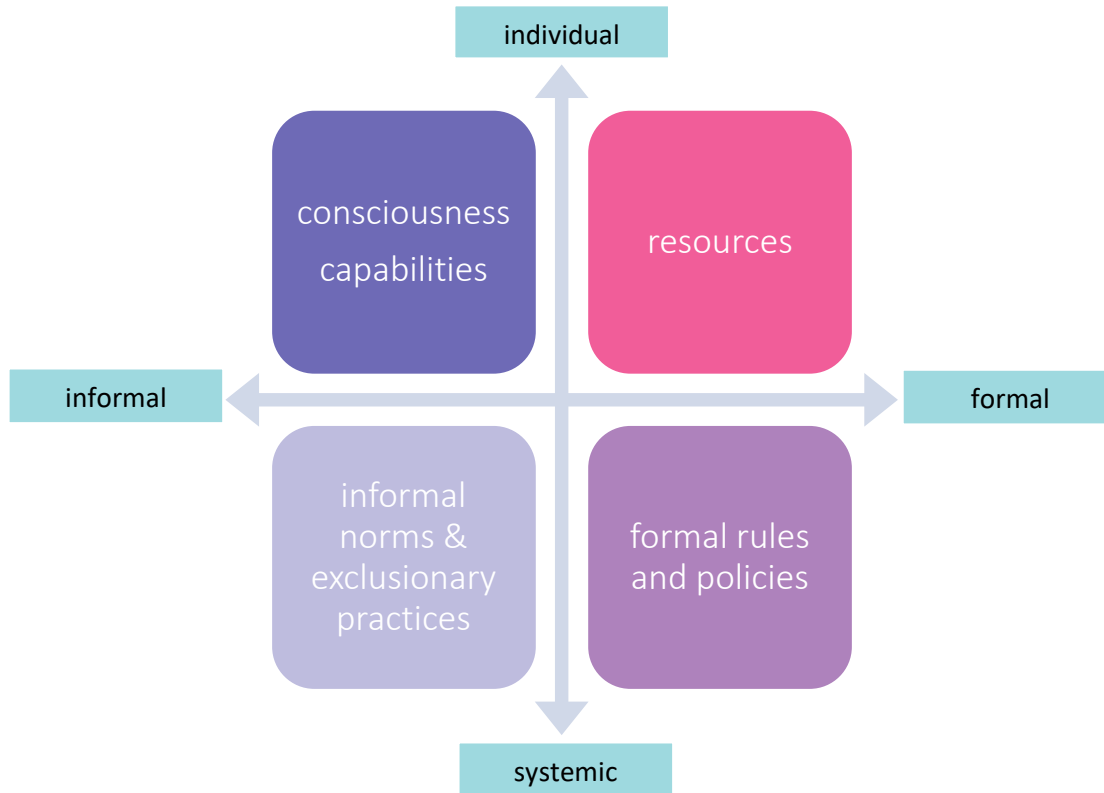 individual
consciousness
capabilities
resources
informal
formal
informal
norms &
exclusionary
practices
formal rules
and policies
systemic